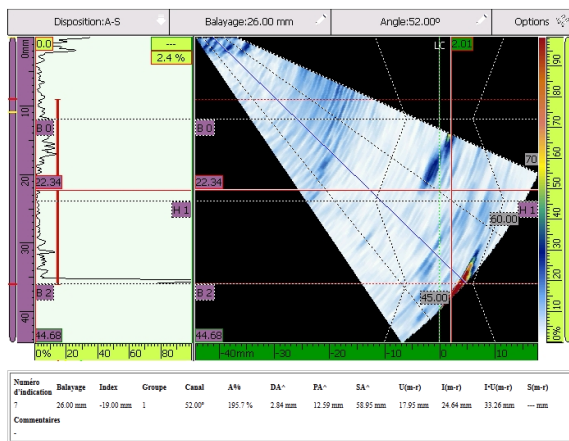 Disposition:A-S Balayage:26.00 mm Angle:52.00º Options
0mm 0.0 --- LC 2.01
2.4 %
90
80
10
70
B 0 B 0
60
70
20
22.34 22.34
50
H 1 60.00 H 1
40
30
30
20
B 2 45.00 B 2
10
40
44.68 44.68
0%
0% 20 40 60 80 -40mm -30 -20 -10 0 10
Numéro d'indication Balayage Index Groupe Canal A% DA^ PA^ SA^ U(m-r) I(m-r) I*U(m-r) S(m-r)
7 26.00 mm -19.00 mm 1 52.00º 195.7 % 2.84 mm 12.59 mm 58.95 mm 17.95 mm 24.64 mm 33.26 mm --- mm
Commentaires
-